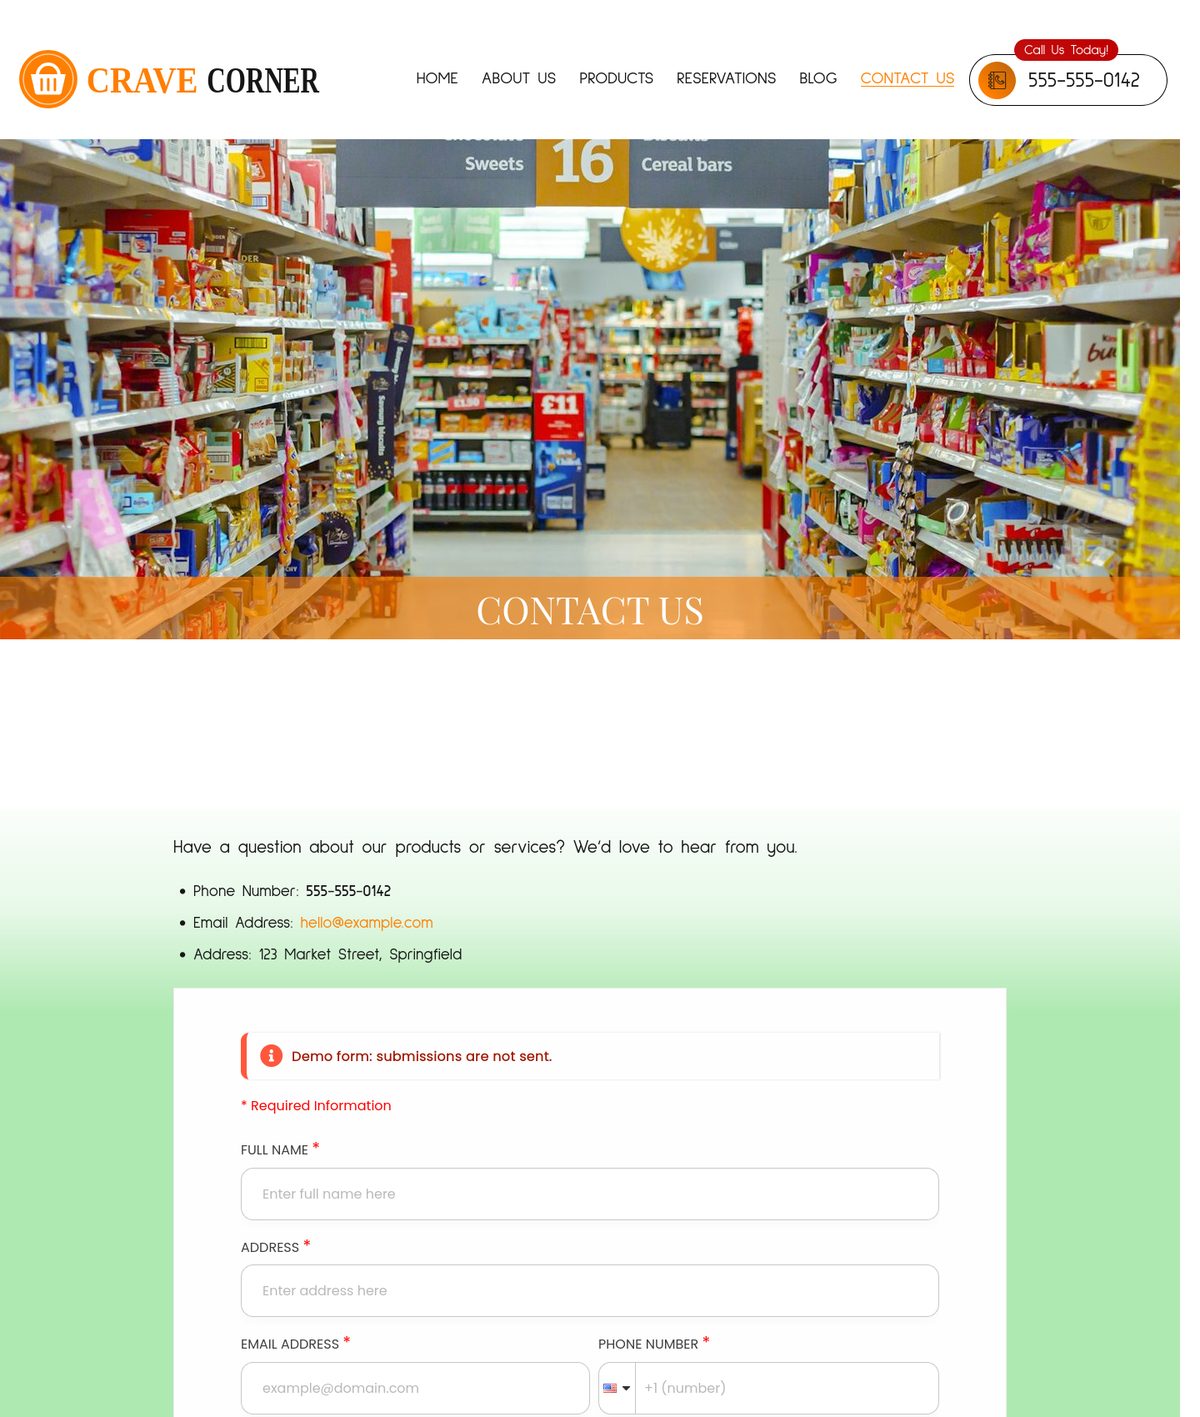 Call Us Today!
CRAVE CORNER
HOME ABOUT US PRODUCTS RESERVATIONS BLOG CONTACT US
555-555-0142
Sweets 16 Cereal bars
£1.35
£1.50
£11
CONTACT US
Have a question about our products or services? We'd love to hear from you.
• Phone Number: 555-555-0142
• Email Address: hello@example.com
• Address: 123 Market Street, Springfield
Demo form: submissions are not sent.
* Required Information
FULL NAME *
Enter full name here
ADDRESS *
Enter address here
EMAIL ADDRESS * PHONE NUMBER *
example@domain.com +1 (number)